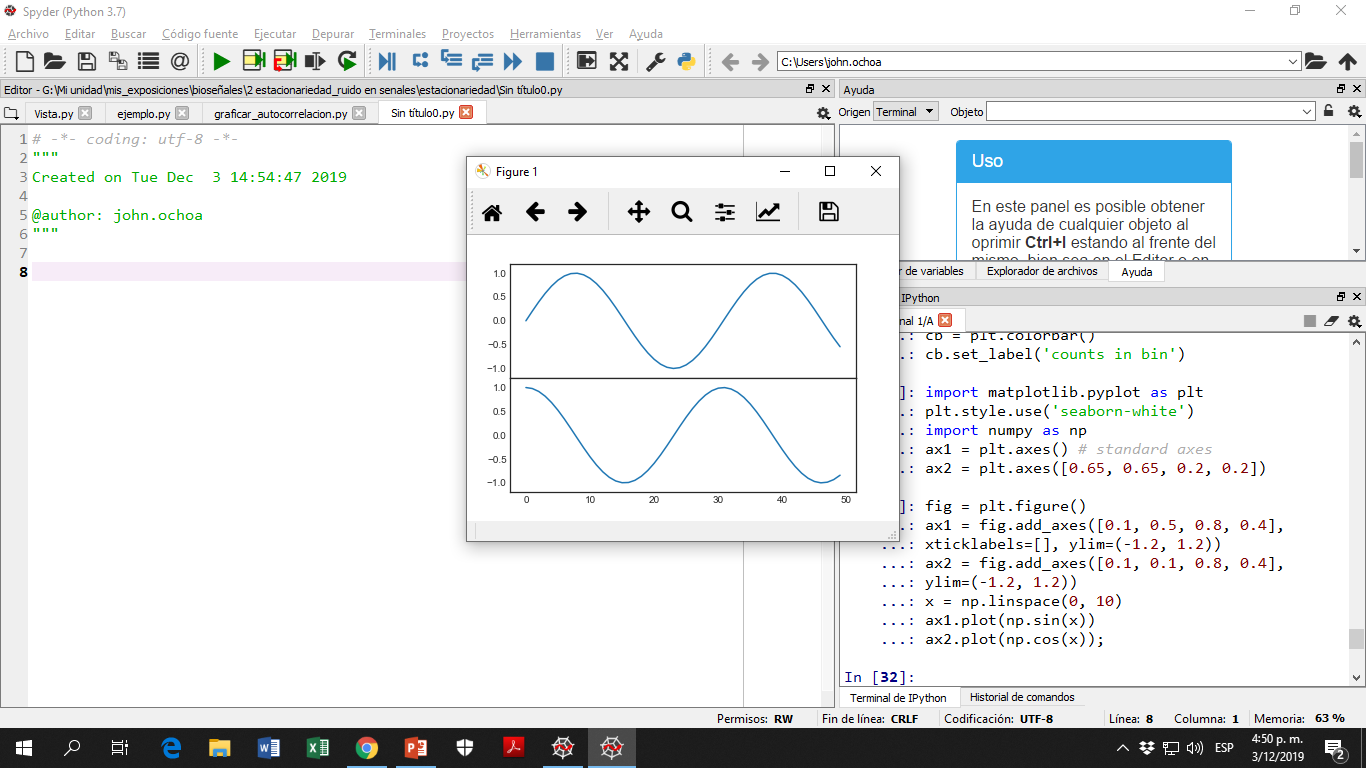 Spyder (Python 3.7)
Archivo Editar Buscar Código fuente Ejecutar Depurar Terminales Proyectos Herramientas Ver Ayuda
C:\Users\john.ochoa
Editor - G:\Mi unidad\mis_exposiciones\bioseñales\2 estacionariedad_ruido en senales\estacionariedad\Sin título0.py
Vista.py ejemplo.py graficar_autocorrelacion.py Sin título0.py
1 # -*- coding: utf-8 -*-
2 """
3 Created on Tue Dec  3 14:54:47 2019
4
5 @author: john.ochoa
6 """
7
8
Figure 1
1.0
0.5
0.0
−0.5
−1.0
1.0
0.5
0.0
−0.5
−1.0
0 10 20 30 40 50
Ayuda
Origen Terminal Objeto
Uso
En este panel es posible obtener
la ayuda de cualquier objeto al
oprimir Ctrl+I estando al frente del
mismo, bien sea en el Editor o en
r de variables Explorador de archivos Ayuda
IPython
nal 1/A
.: cb = plt.colorbar()
.: cb.set_label('counts in bin')
]: import matplotlib.pyplot as plt
.: plt.style.use('seaborn-white')
.: import numpy as np
.: ax1 = plt.axes() # standard axes
.: ax2 = plt.axes([0.65, 0.65, 0.2, 0.2])
]: fig = plt.figure()
.: ax1 = fig.add_axes([0.1, 0.5, 0.8, 0.4],
...: xticklabels=[], ylim=(-1.2, 1.2))
...: ax2 = fig.add_axes([0.1, 0.1, 0.8, 0.4],
...: ylim=(-1.2, 1.2))
...: x = np.linspace(0, 10)
...: ax1.plot(np.sin(x))
...: ax2.plot(np.cos(x));
In [32]:
Terminal de IPython Historial de comandos
Permisos: RW Fin de línea: CRLF Codificación: UTF-8 Línea: 8 Columna: 1 Memoria: 63 %
ESP
4:50 p. m.
3/12/2019
2